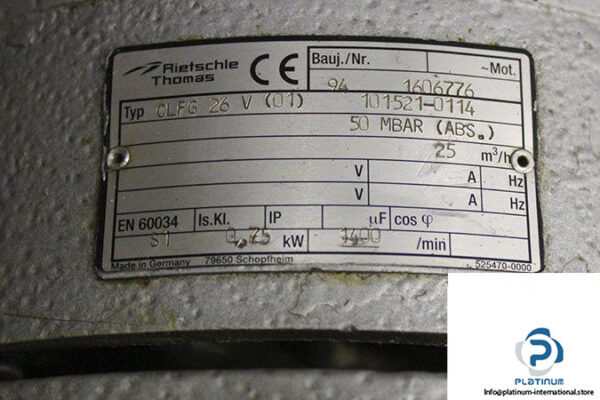 Rietschle
Thomas
CE
Bauj./Nr. ~Mot.
94 1606776
Typ CLFG 26 V (01) 101521-0114
50 MBAR (ABS.)
25 m³/h
V A Hz
V A Hz
EN 60034 Is.Kl. IP µF cos φ
S1 0,75 kW 1400 /min
Made in Germany 79650 Schopfheim 525470-0000
PLATINUM
https://platinum-international.store